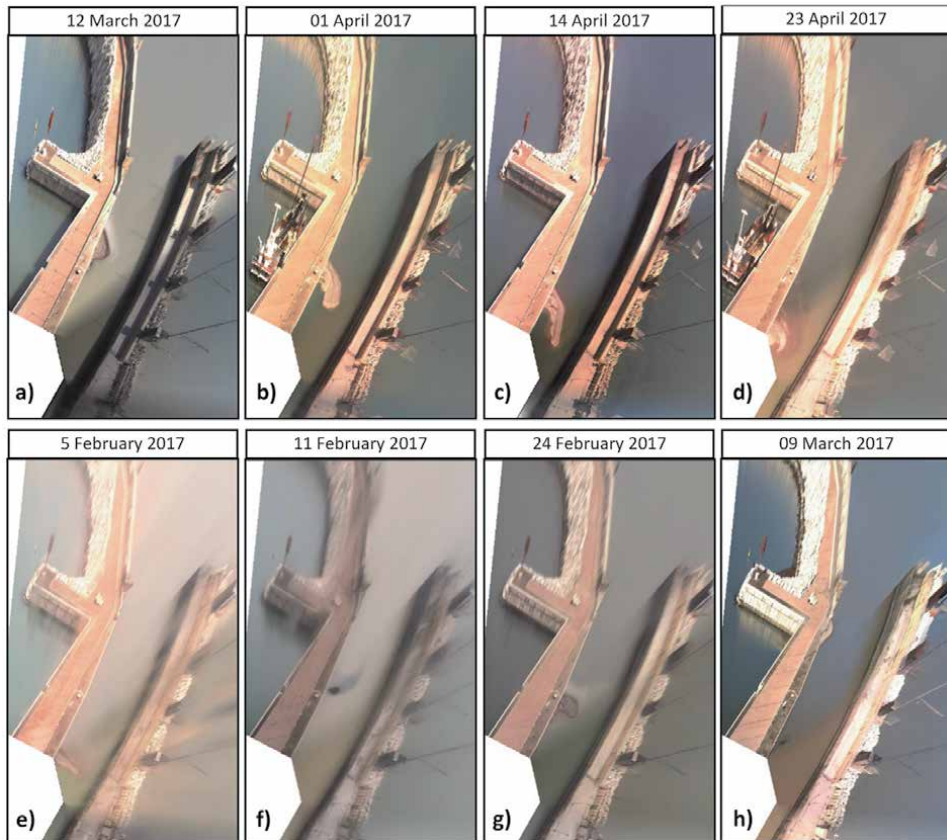 12 March 2017
01 April 2017
14 April 2017
23 April 2017
a)
b)
c)
d)
5 February 2017
11 February 2017
24 February 2017
09 March 2017
e)
f)
g)
h)